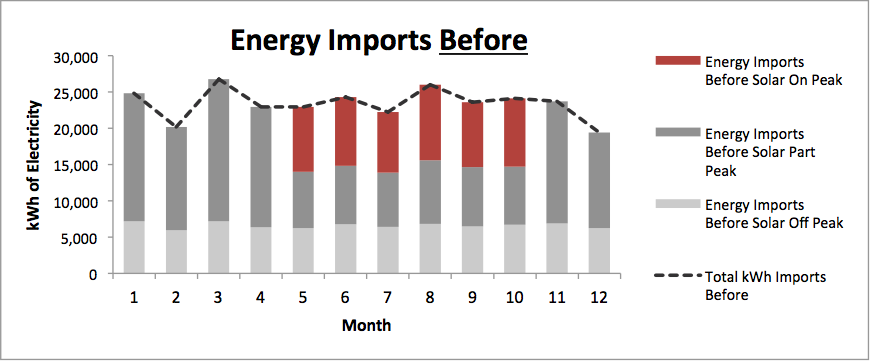 Energy Imports Before
30,000
25,000
20,000
15,000
10,000
5,000
0
kWh of Electricity
1 2 3 4 5 6 7 8 9 10 11 12
Month
Energy Imports
Before Solar On Peak
Energy Imports
Before Solar Part
Peak
Energy Imports
Before Solar Off Peak
Total kWh Imports
Before